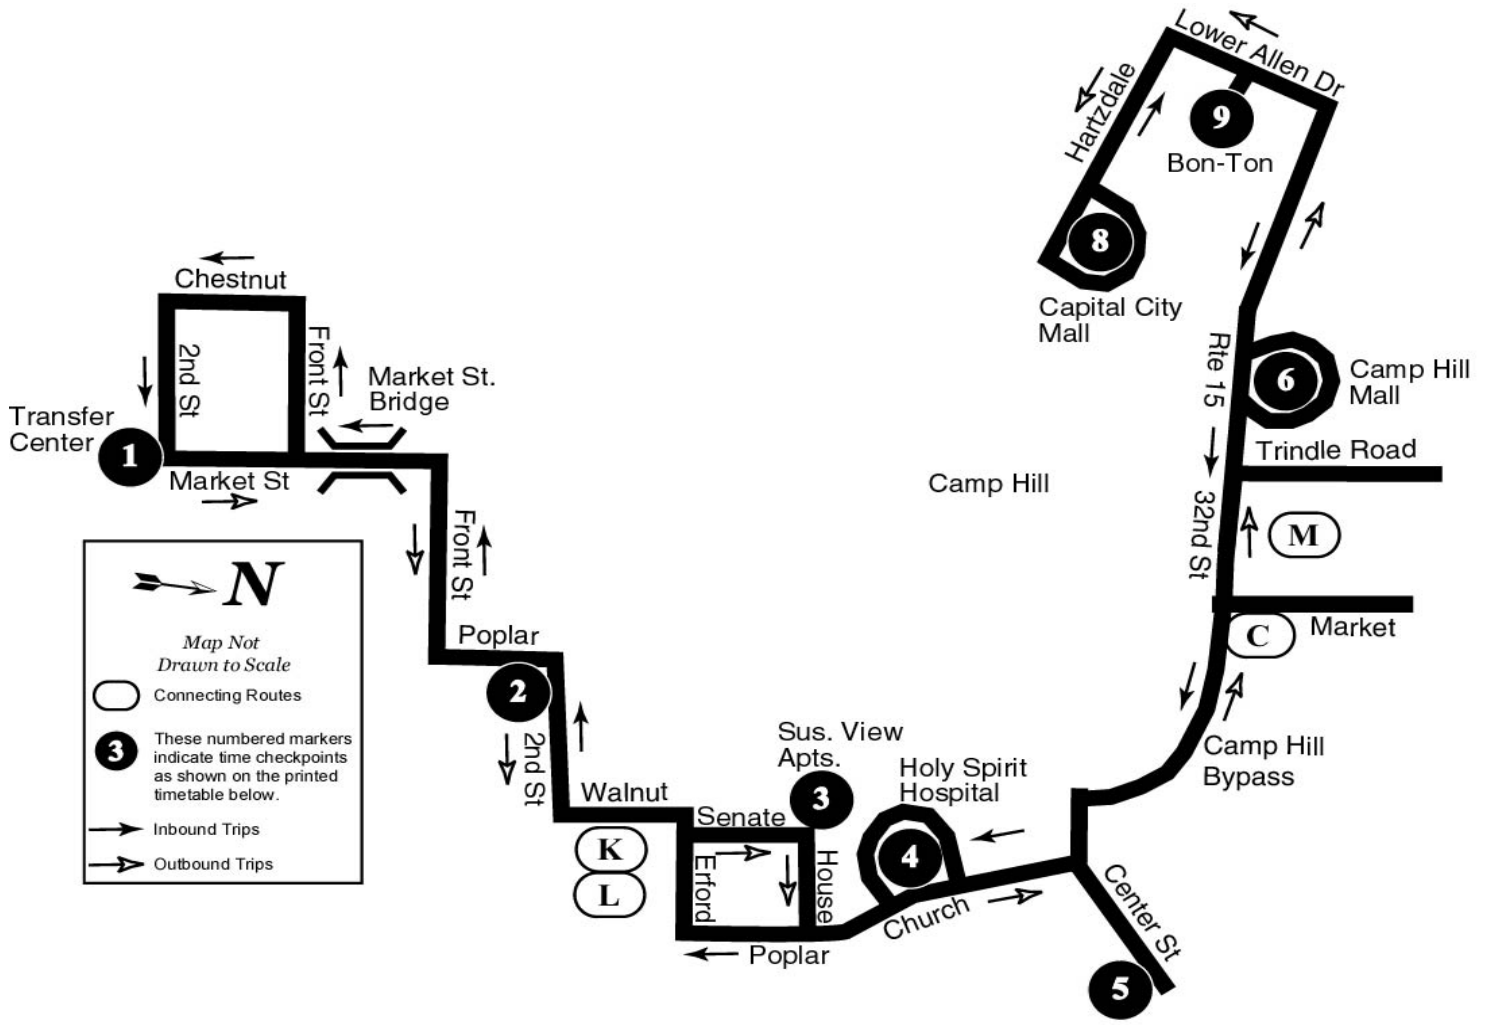 Lower Allen Dr
Hartzdale
9
Bon-Ton
8
Capital City
Mall
Chestnut
2nd St
Front St
Market St.
Bridge
Transfer
Center
1
Market St
Rte 15
6
Camp Hill
Mall
Trindle Road
Camp Hill
32nd St
M
Front St
N
Map Not
Drawn to Scale
Connecting Routes
3
These numbered markers
indicate time checkpoints
as shown on the printed
timetable below.
Inbound Trips
Outbound Trips
C
Market
Poplar
2
2nd St
Camp Hill
Bypass
Sus. View
Apts.
3
Holy Spirit
Hospital
4
Walnut
Senate
K
L
Erford
House
Church
Center St
Poplar
5